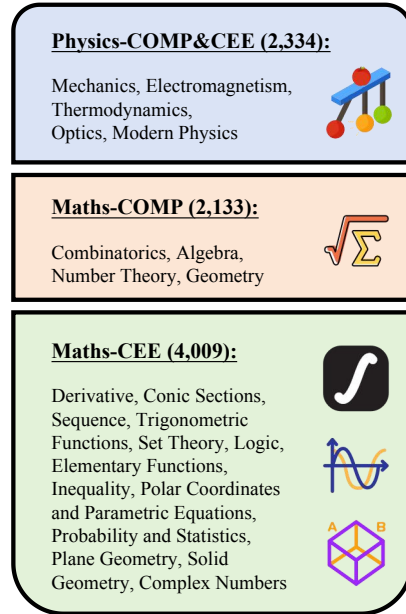 Physics-COMP&CEE (2,334):
Mechanics, Electromagnetism,
Thermodynamics,
Optics, Modern Physics
Maths-COMP (2,133):
Combinatorics, Algebra,
Number Theory, Geometry
Σ
Maths-CEE (4,009):
Derivative, Conic Sections,
Sequence, Trigonometric
Functions, Set Theory, Logic,
Elementary Functions,
Inequality, Polar Coordinates
and Parametric Equations,
Probability and Statistics,
Plane Geometry, Solid
Geometry, Complex Numbers
A B